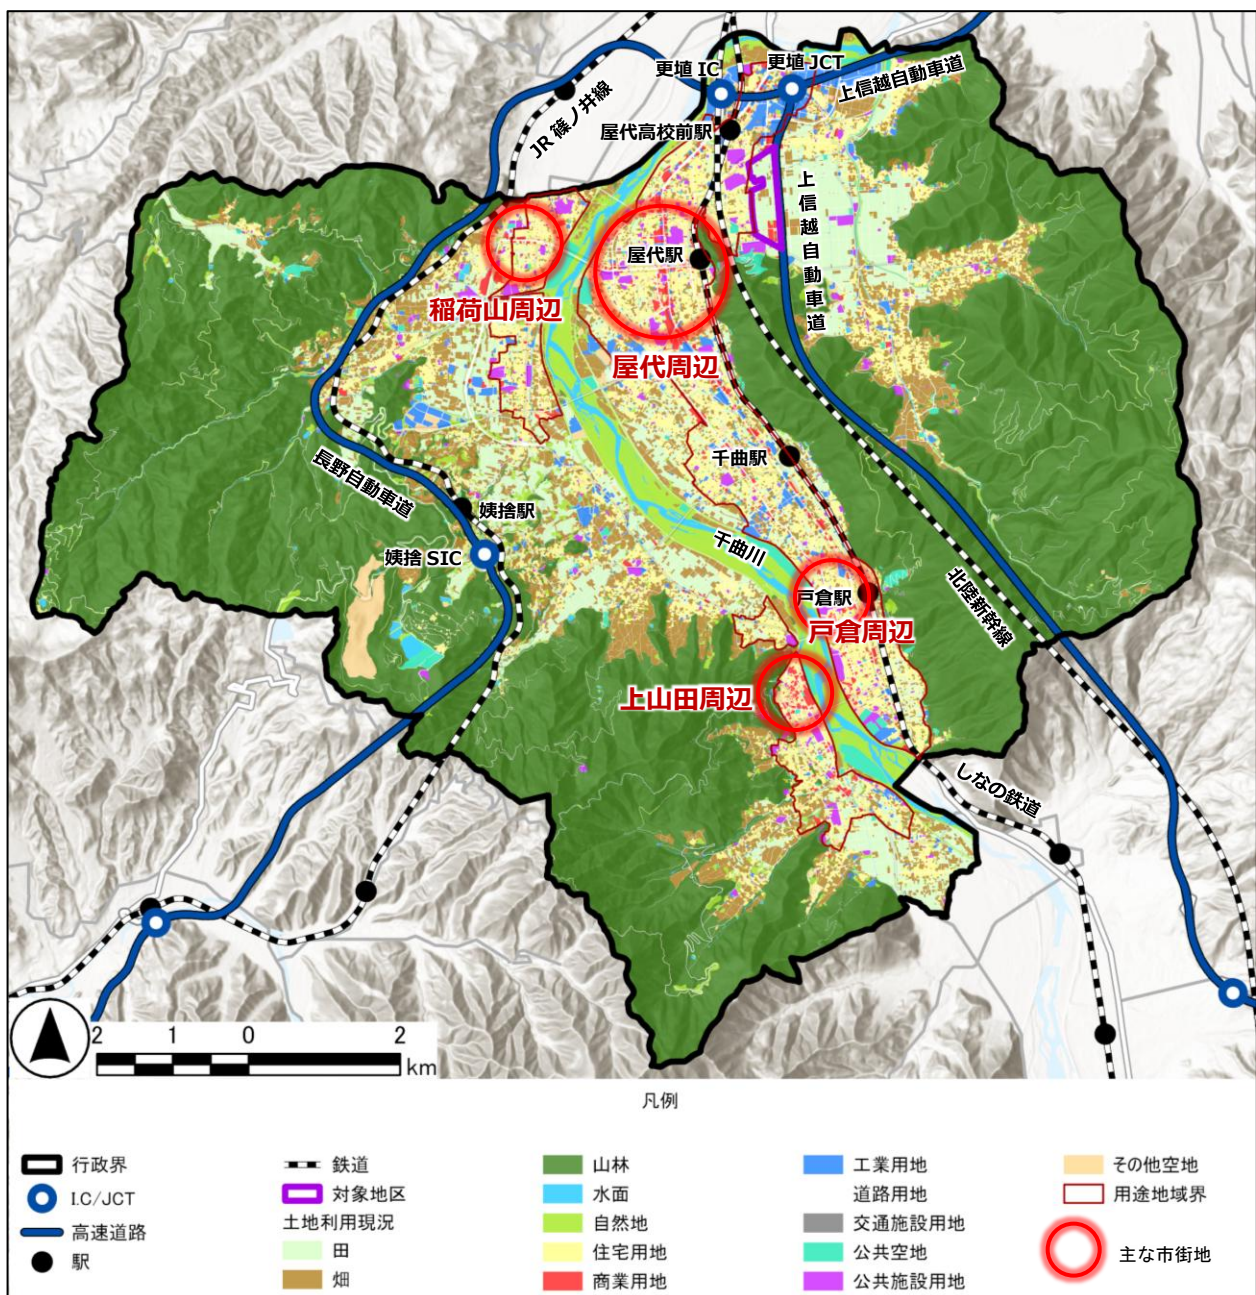 更埴 IC
更埴 JCT
上信越自動車道
JR 篠ノ井線
屋代高校前駅
上信越自動車道
屋代駅
稲荷山周辺
屋代周辺
千曲駅
長野自動車道
姨捨駅
姨捨 SIC
千曲川
戸倉駅
北陸新幹線
戸倉周辺
上山田周辺
しなの鉄道
2 1 0 2
km
凡例
行政界
I.C/JCT
高速道路
駅
鉄道
対象地区
土地利用現況
田
畑
山林
水面
自然地
住宅用地
商業用地
工業用地
道路用地
交通施設用地
公共空地
公共施設用地
その他空地
用途地域界
主な市街地